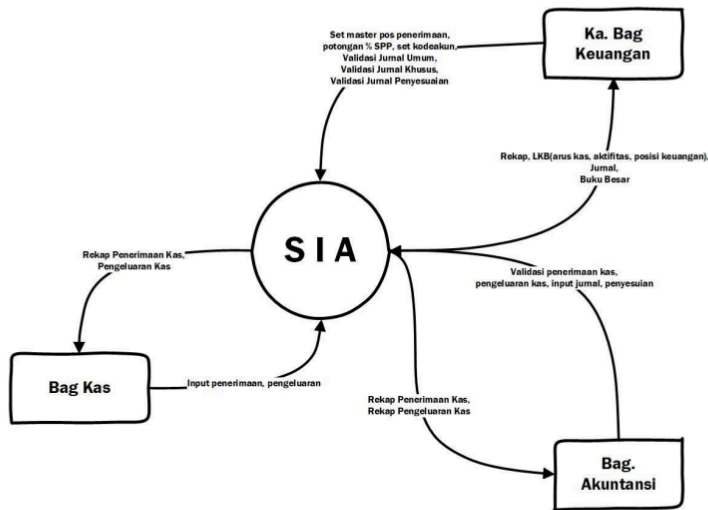 Set master pos penerimaan,
potongan % SPP, set kodeakun,
Validasi Jurnal Umum,
Validasi Jurnal Khusus,
Validasi Jurnal Penyesuaian
Ka. Bag
Keuangan
Rekap, LKB(arus kas, aktifitas, posisi keuangan),
Jurnal,
Buku Besar
S I A
Rekap Penerimaan Kas,
Pengeluaran Kas
Validasi penerimaan kas,
pengeluaran kas, input jurnal, penyesuian
Bag Kas
Input penerimaan, pengeluaran
Rekap Penerimaan Kas,
Rekap Pengeluaran Kas
Bag.
Akuntansi